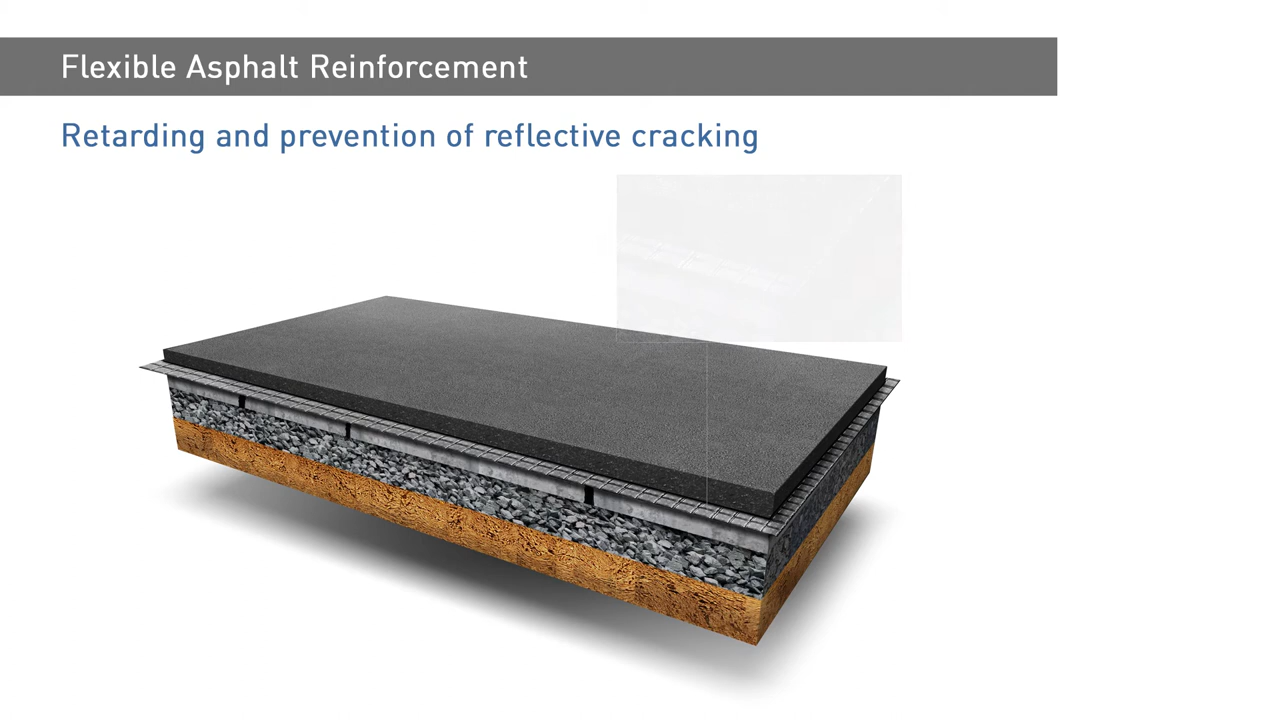 Flexible Asphalt Reinforcement
Retarding and prevention of reflective cracking